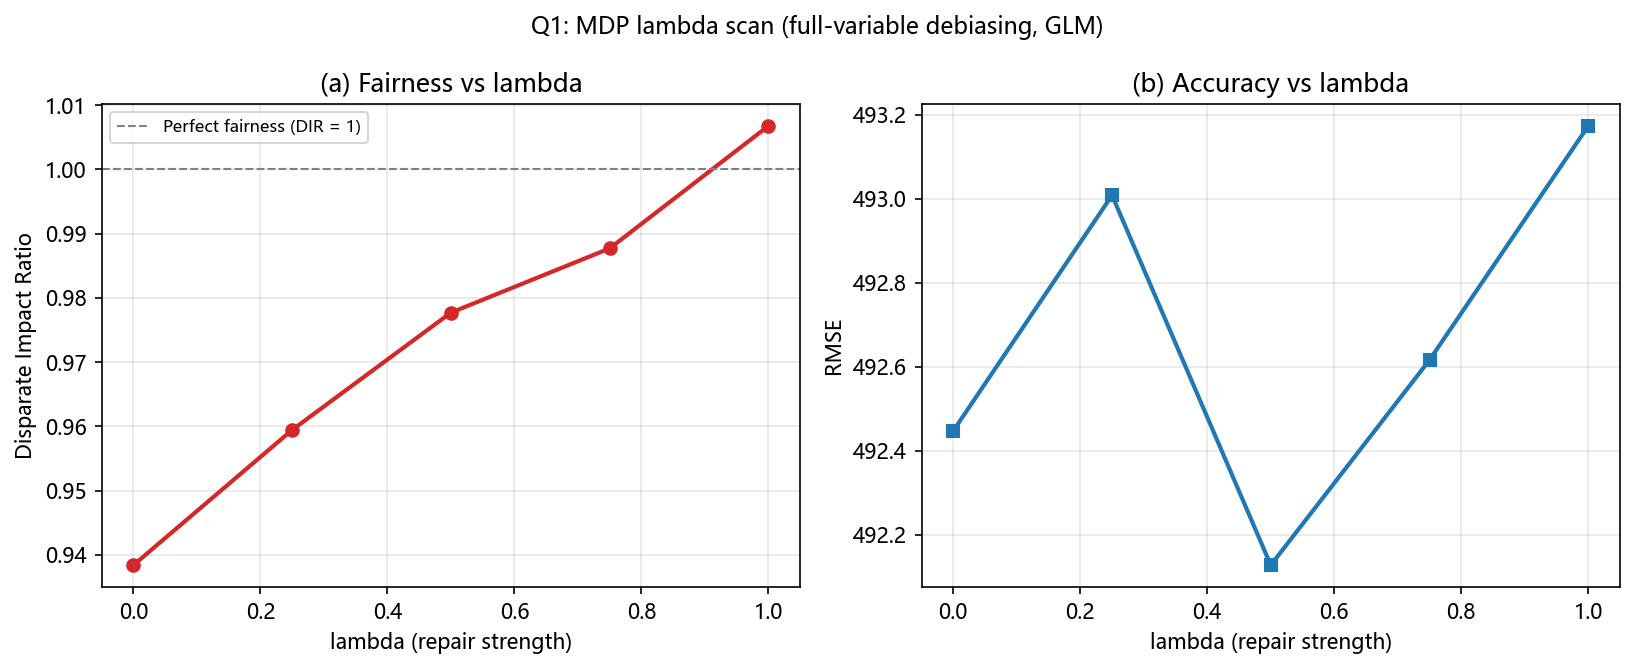 Q1: MDP lambda scan (full-variable debiasing, GLM)
(a) Fairness vs lambda
Perfect fairness (DIR = 1)
Disparate Impact Ratio
1.01
1.00
0.99
0.98
0.97
0.96
0.95
0.94
0.0 0.2 0.4 0.6 0.8 1.0
lambda (repair strength)
(b) Accuracy vs lambda
RMSE
493.2
493.0
492.8
492.6
492.4
492.2
0.0 0.2 0.4 0.6 0.8 1.0
lambda (repair strength)